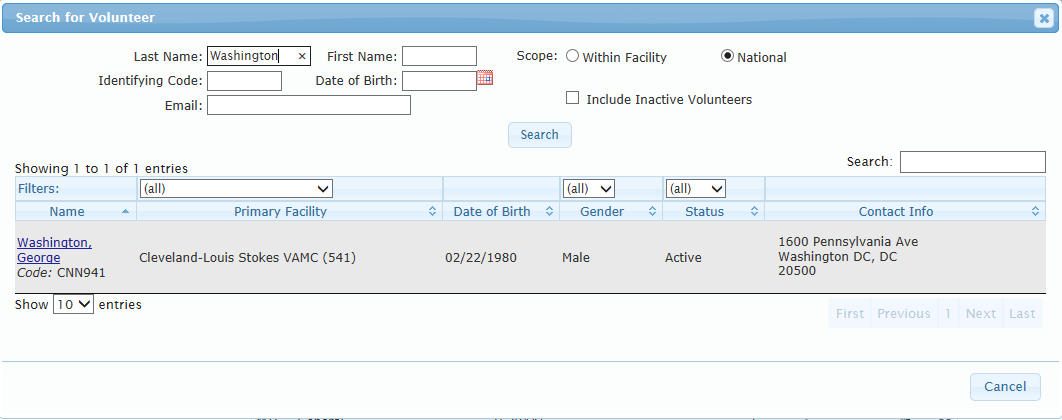 Search for Volunteer
Last Name: Washington × First Name: Scope: Within Facility National
Identifying Code: Date of Birth:
Email: Include Inactive Volunteers
Search
Showing 1 to 1 of 1 entries Search:
Filters: (all) (all) (all)
Name Primary Facility Date of Birth Gender Status Contact Info
Washington,
George
Code: CNN941
Cleveland-Louis Stokes VAMC (541) 02/22/1980 Male Active
1600 Pennsylvania Ave
Washington DC, DC
20500
Show 10 entries
First Previous 1 Next Last
Cancel